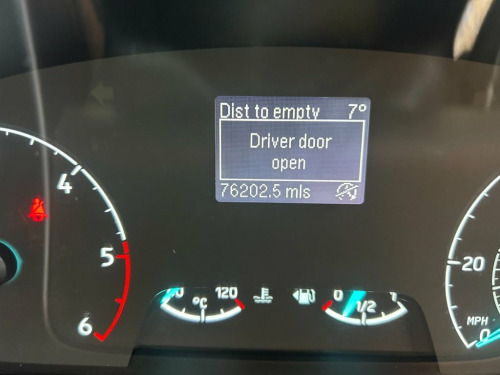 Dist to empty 7°
Driver door
open
76202.5 mls
4
5
6
0 °C 120
0 1/2 1
20
MPH
0